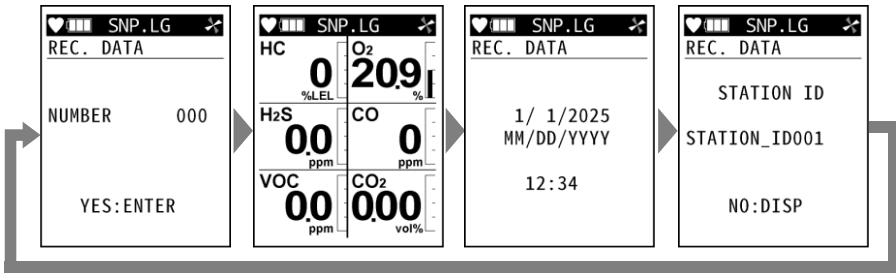 SNP.LG
REC. DATA
NUMBER 000
YES:ENTER
SNP.LG
HC O2
0 20.9
%LEL %
H2S CO
0.0 0
ppm ppm
VOC CO2
0.0 0.00
ppm vol%
SNP.LG
REC. DATA
1/ 1/2025
MM/DD/YYYY
12:34
SNP.LG
REC. DATA
STATION ID
STATION_ID001
NO:DISP